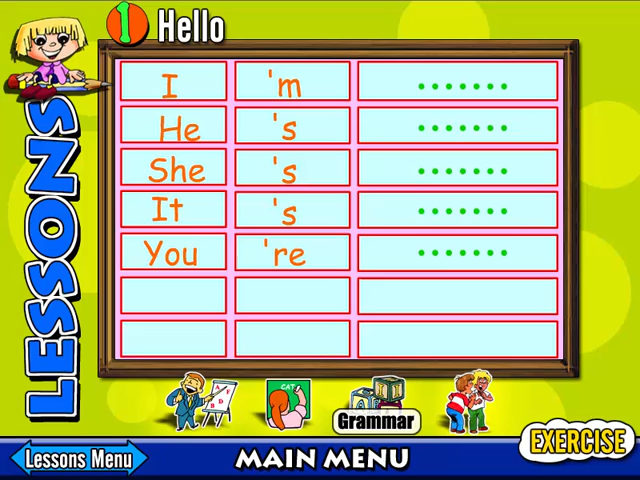 1 Hello
I 'm .......
He 's .......
She 's .......
It 's .......
You 're .......
LESSONS
CAT
Grammar
EXERCISE
Lessons Menu
MAIN MENU